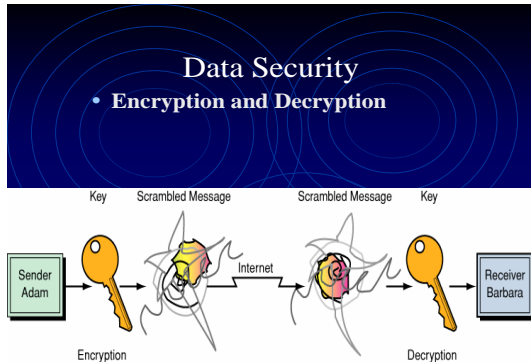 Data Security
• Encryption and Decryption
Key Scrambled Message Scrambled Message Key
Internet
Sender
Adam
Receiver
Barbara
Encryption Decryption